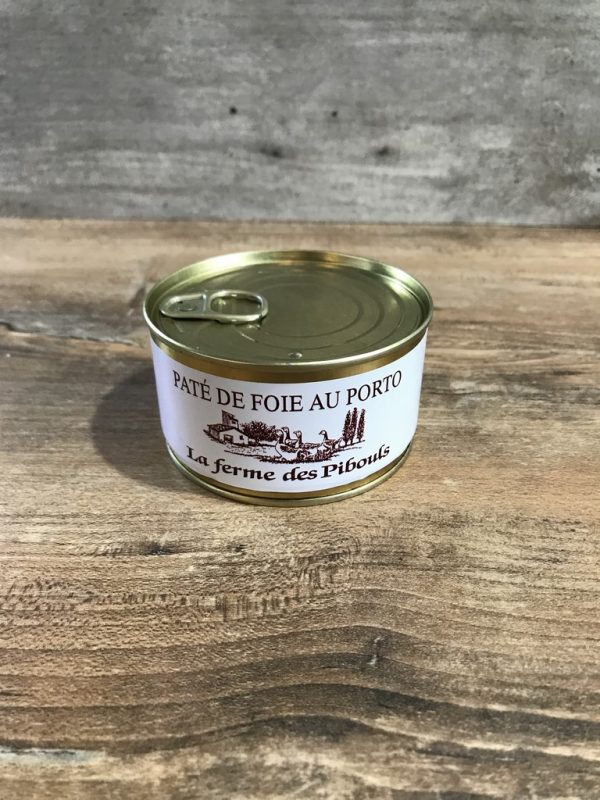 PATÉ DE FOIE AU PORTO
La ferme des Pibouls